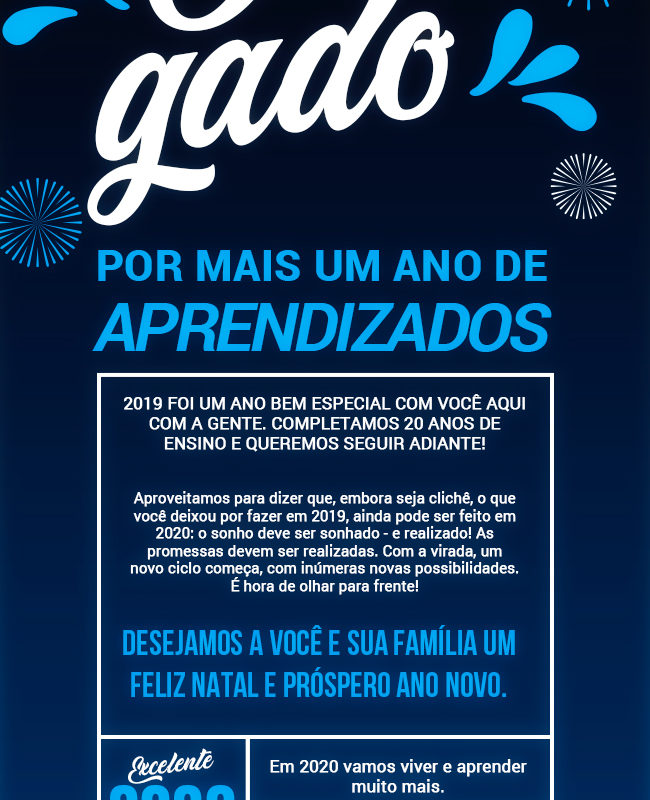 gado
POR MAIS UM ANO DE
APRENDIZADOS
2019 FOI UM ANO BEM ESPECIAL COM VOCÊ AQUI
COM A GENTE. COMPLETAMOS 20 ANOS DE
ENSINO E QUEREMOS SEGUIR ADIANTE!
Aproveitamos para dizer que, embora seja clichê, o que
você deixou por fazer em 2019, ainda pode ser feito em
2020: o sonho deve ser sonhado - e realizado! As
promessas devem ser realizadas. Com a virada, um
novo ciclo começa, com inúmeras novas possibilidades.
É hora de olhar para frente!
DESEJAMOS A VOCÊ E SUA FAMÍLIA UM
FELIZ NATAL E PRÓSPERO ANO NOVO.
Excelente
Em 2020 vamos viver e aprender
muito mais.